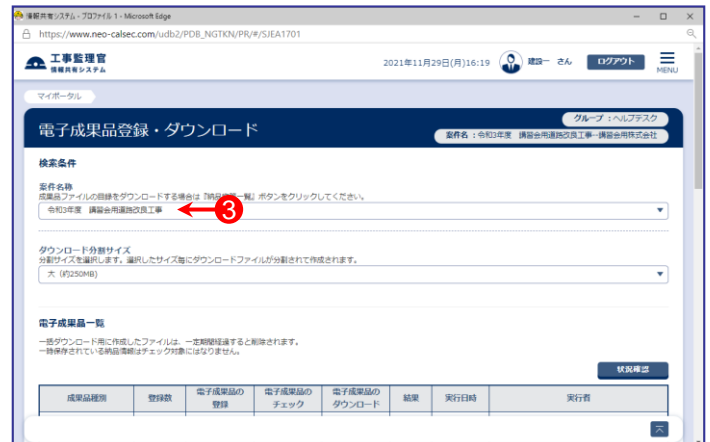 情報共有システム - プロファイル 1 - Microsoft Edge
https://www.neo-calsec.com/udb2/PDB_NGTKN/PR/#/SJEA1701
工事監理官
情報共有システム
2021年11月29日(月)16:19
建設一 さん
ログアウト
MENU
マイポータル
電子成果品登録・ダウンロード
グループ：ヘルプデスク
案件名：令和3年度 講習会用道路改良工事--講習会用株式会社
検索条件
案件名称
成果品ファイルの目録をダウンロードする場合は『納品書類一覧』ボタンをクリックしてください。
令和3年度 講習会用道路改良工事
3
ダウンロード分割サイズ
分割サイズを選択します。選択したサイズ毎にダウンロードファイルが分割されて作成されます。
大（約250MB）
電子成果品一覧
一括ダウンロード用に作成したファイルは、一定期間経過すると削除されます。
一時保存されている納品情報はチェック対象にはなりません。
状況確認
成果品種別 登録数 電子成果品の登録 電子成果品のチェック 電子成果品のダウンロード 結果 実行日時 実行者